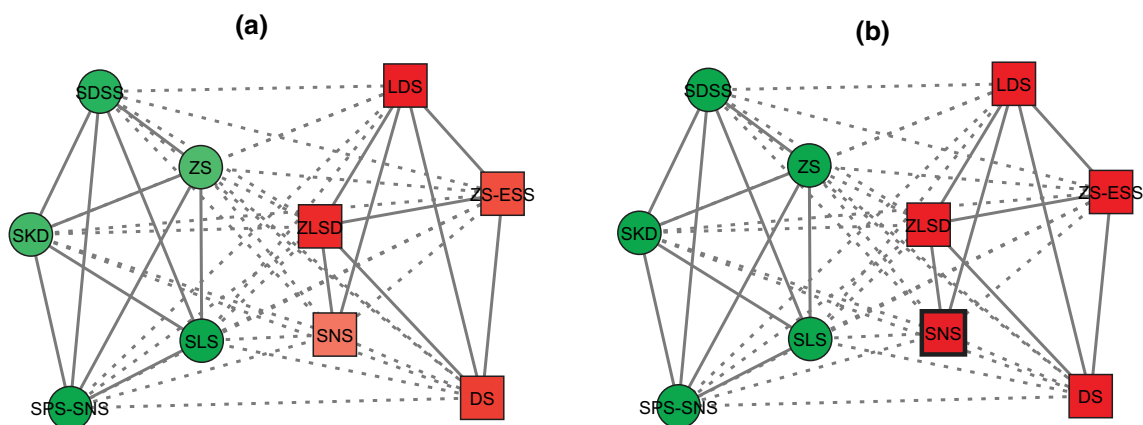 (a)
SDSS
LDS
ZS
ZS-ESS
SKD
ZLSD
SLS
SNS
SPS-SNS
DS
(b)
SDSS
LDS
ZS
ZS-ESS
SKD
ZLSD
SLS
SNS
SPS-SNS
DS